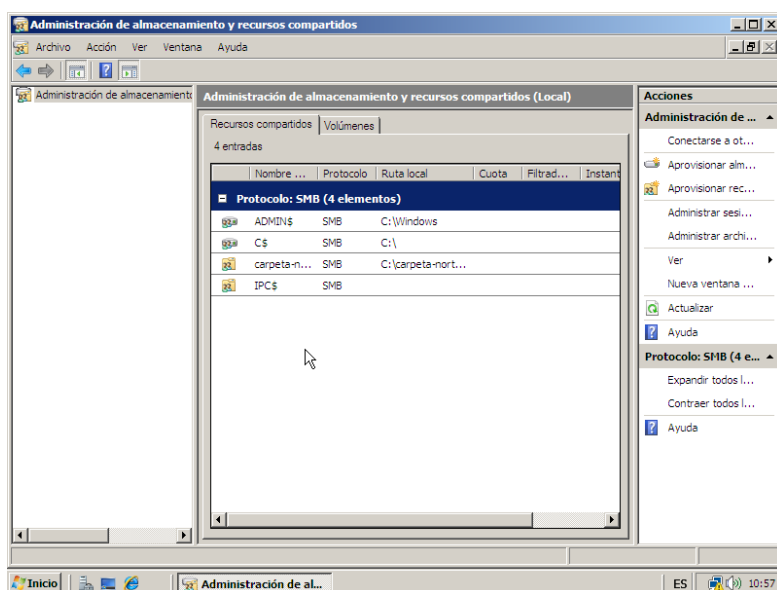 Administración de almacenamiento y recursos compartidos
Archivo Acción Ver Ventana Ayuda
Administración de almacenamiento
Administración de almacenamiento y recursos compartidos (Local)
Recursos compartidos Volúmenes
4 entradas
Nombre ... Protocolo Ruta local Cuota Filtrad... Instant
Protocolo: SMB (4 elementos)
ADMIN$ SMB C:\Windows
C$ SMB C:\
carpeta-n... SMB C:\carpeta-nort...
IPC$ SMB
Acciones
Administración de ...
Conectarse a ot...
Aprovisionar alm...
Aprovisionar rec...
Administrar sesi...
Administrar archi...
Ver
Nueva ventana ...
Actualizar
Ayuda
Protocolo: SMB (4 e...
Expandir todos l...
Contraer todos l...
Ayuda
Inicio Administración de al... ES 10:57